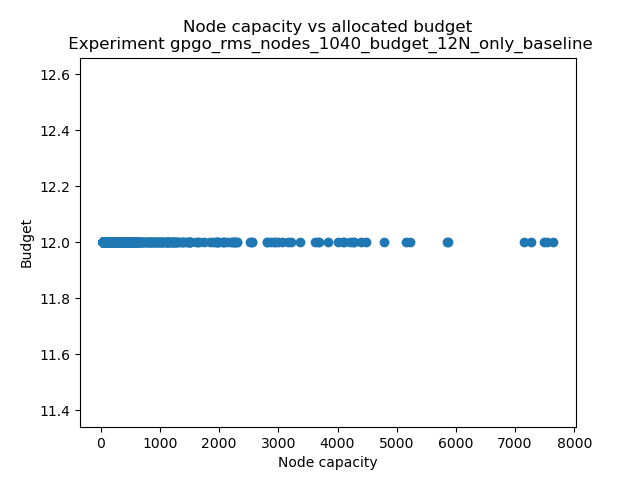 Node capacity vs allocated budget
Experiment gpgo_rms_nodes_1040_budget_12N_only_baseline
12.6
12.4
12.2
12.0
11.8
11.6
11.4
Budget
0 1000 2000 3000 4000 5000 6000 7000 8000
Node capacity